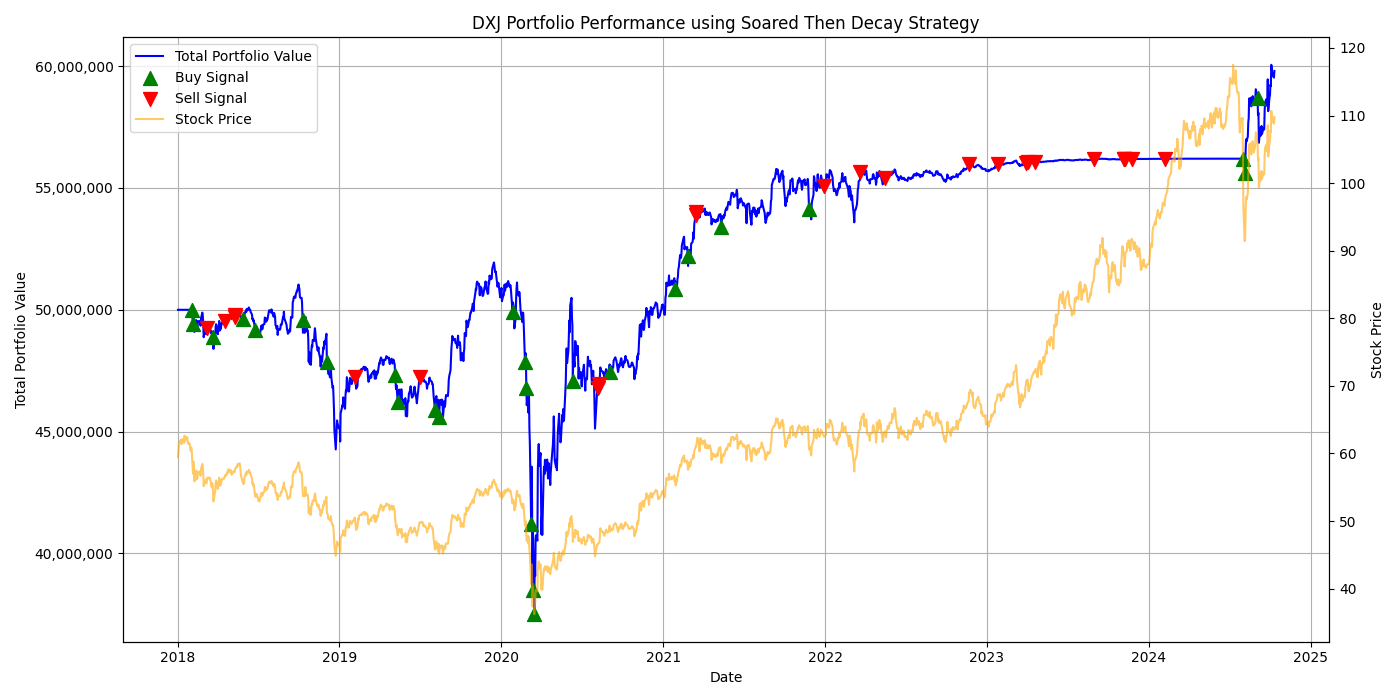 DXJ Portfolio Performance using Soared Then Decay Strategy
Total Portfolio Value
Buy Signal
Sell Signal
Stock Price
60,000,000
55,000,000
50,000,000
45,000,000
40,000,000
Total Portfolio Value
120
110
100
90
80
70
60
50
40
Stock Price
2018
2019
2020
2021
2022
2023
2024
2025
Date